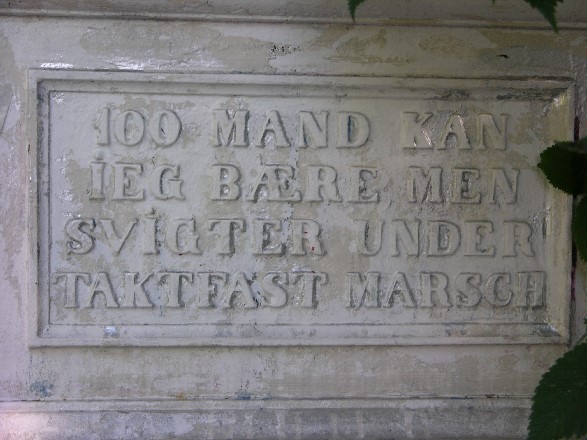 100 MAND KAN
IEG BÆRE MEN
SVIGTER UNDER
TAKTFAST MARSCH